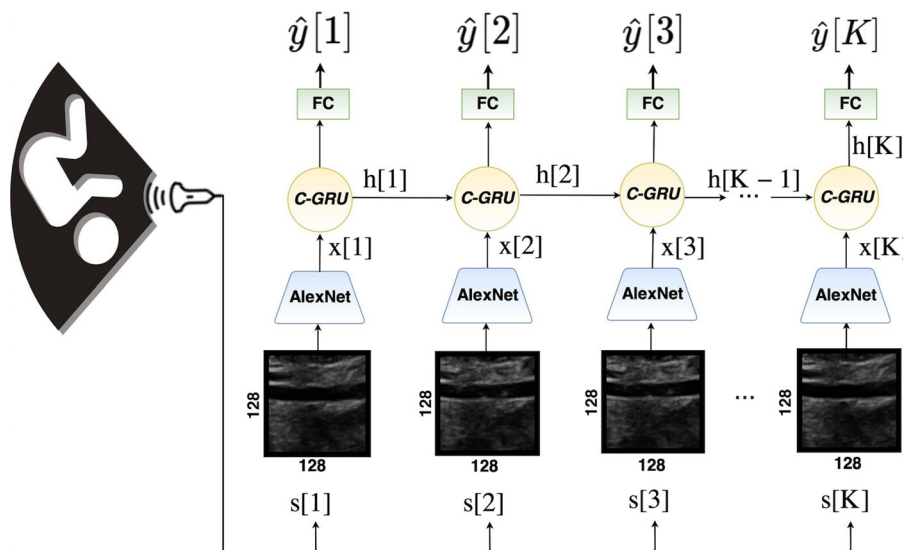 ŷ[1] ŷ[2] ŷ[3] ŷ[K]
FC FC FC FC
h[K]
h[1] h[2] h[K − 1]
C-GRU C-GRU C-GRU ... C-GRU
x[1] x[2] x[3] x[K]
AlexNet AlexNet AlexNet AlexNet
128 128 128 ... 128
128 128 128 128
s[1] s[2] s[3] s[K]